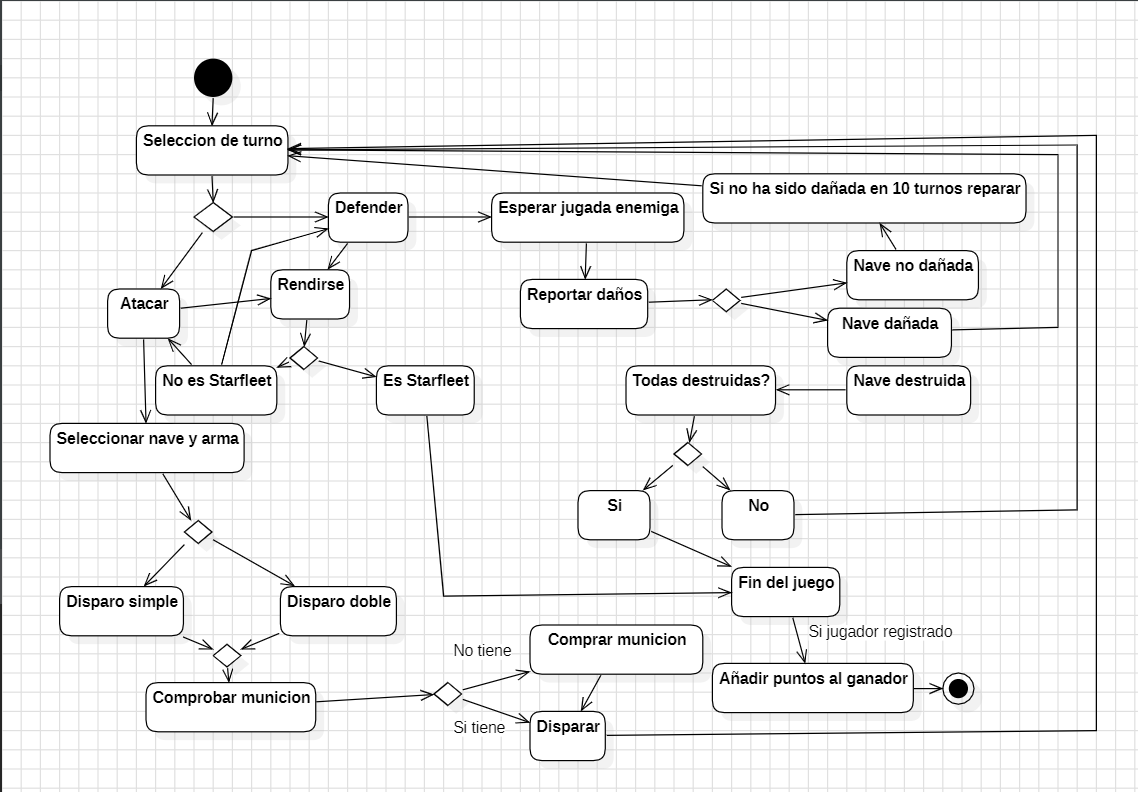 Seleccion de turno
Si no ha sido dañada en 10 turnos reparar
Defender
Esperar jugada enemiga
Nave no dañada
Rendirse
Reportar daños
Atacar
Nave dañada
No es Starfleet
Es Starfleet
Todas destruidas?
Nave destruida
Seleccionar nave y arma
Si
No
Fin del juego
Disparo simple
Disparo doble
Si jugador registrado
Comprar municion
No tiene
Añadir puntos al ganador
Comprobar municion
Si tiene
Disparar